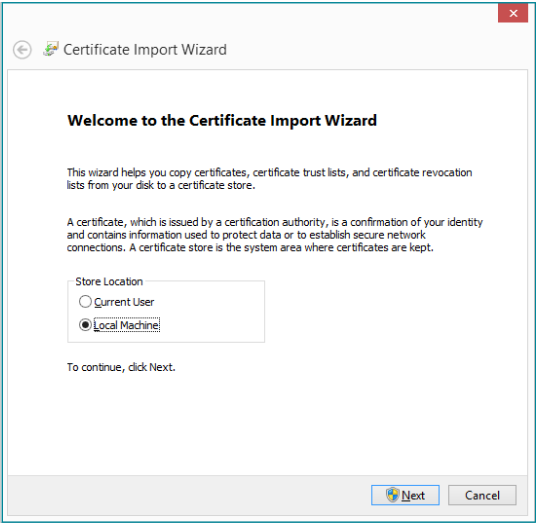 Certificate Import Wizard
Welcome to the Certificate Import Wizard
This wizard helps you copy certificates, certificate trust lists, and certificate revocation
lists from your disk to a certificate store.
A certificate, which is issued by a certification authority, is a confirmation of your identity
and contains information used to protect data or to establish secure network
connections. A certificate store is the system area where certificates are kept.
Store Location
Current User
Local Machine
To continue, click Next.
Next
Cancel